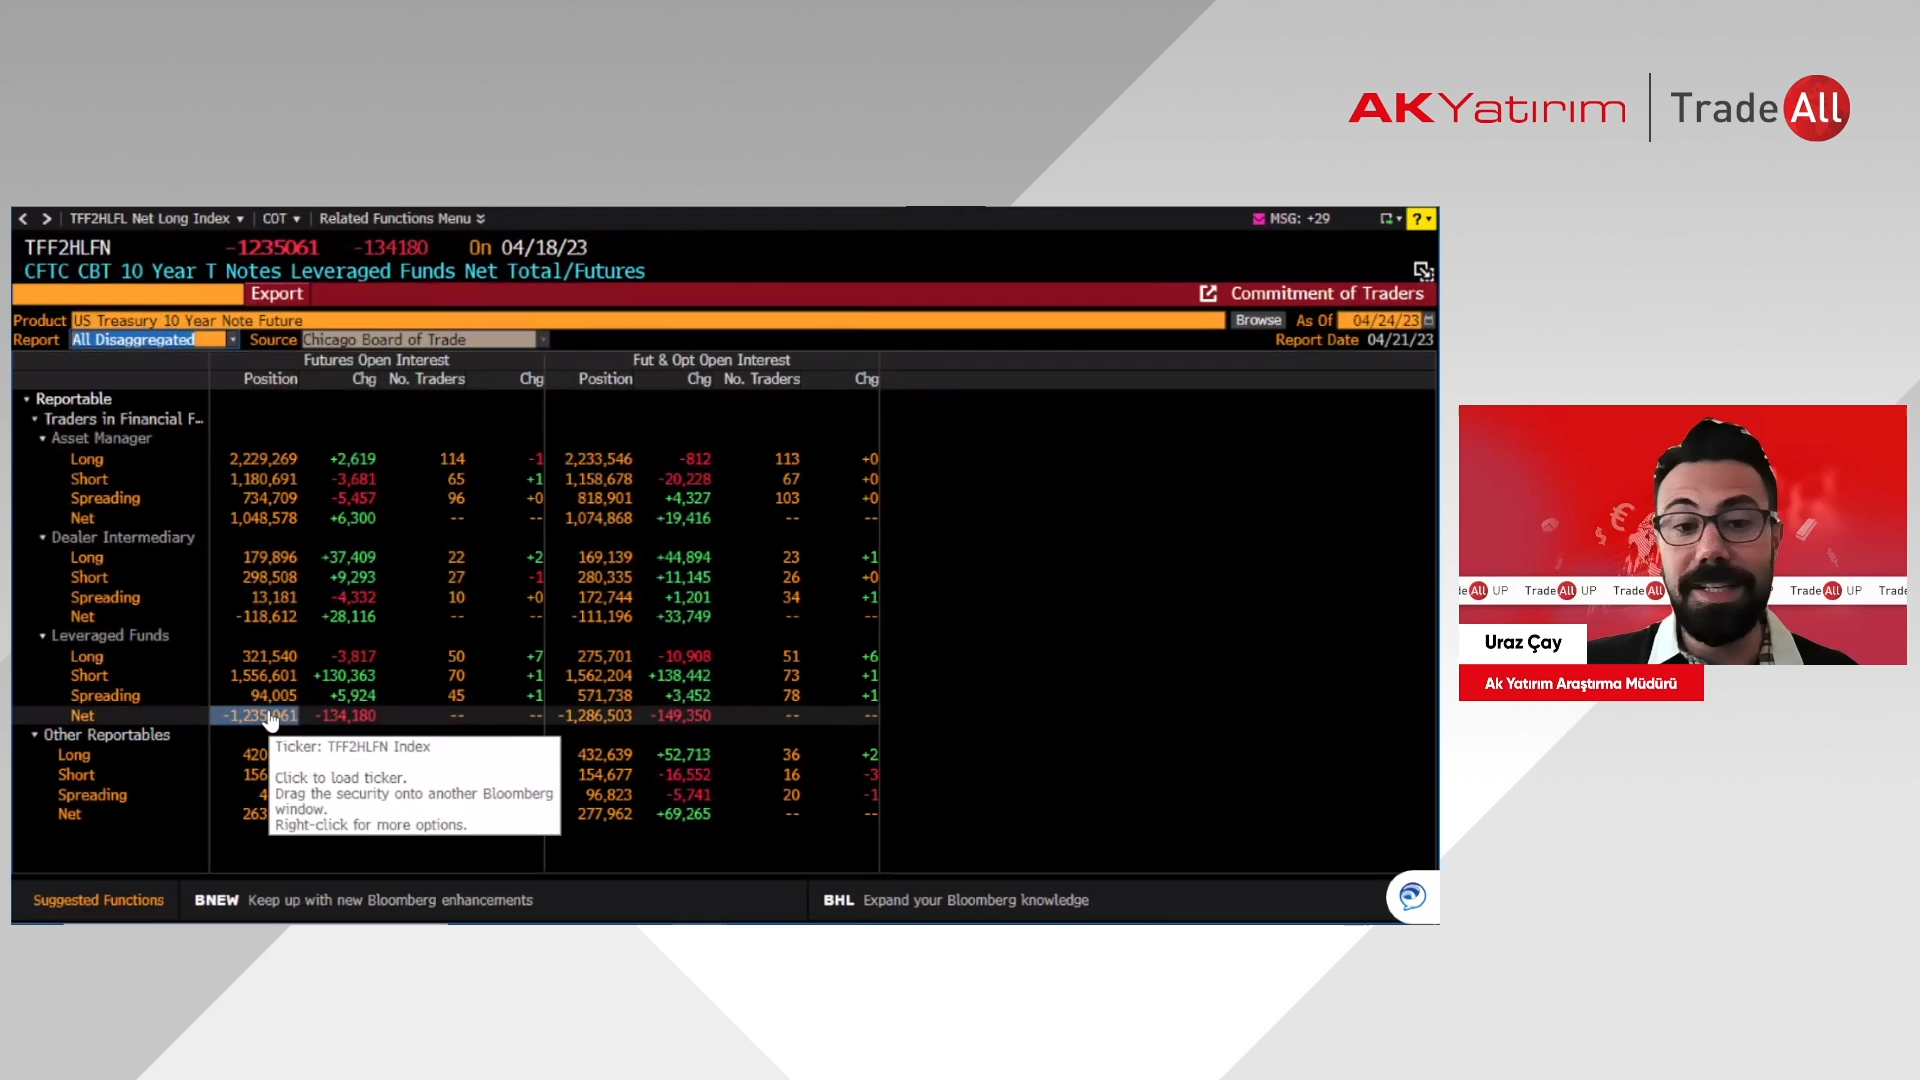 AKYatırım | TradeAll
TFF2HLFL Net Long Index COT Related Functions Menu MSG: +29 ?
TFF2HLFN -1235061 -134180 On 04/18/23
CFTC CBT 10 Year T Notes Leveraged Funds Net Total/Futures
Export Commitment of Traders
Product US Treasury 10 Year Note Future Browse As Of 04/24/23
Report All Disaggregated Source Chicago Board of Trade Report Date 04/21/23
Futures Open Interest Fut & Opt Open Interest
Position Chg No. Traders Chg Position Chg No. Traders Chg
Reportable
Traders in Financial F...
Asset Manager
Long 2,229,269 +2,619 114 -1 2,233,546 -812 113 +0
Short 1,180,691 -3,681 65 +1 1,158,678 -20,228 67 +0
Spreading 734,709 -5,457 96 +0 818,901 +4,327 103 +0
Net 1,048,578 +6,300 -- -- 1,074,868 +19,416 -- --
Dealer Intermediary
Long 179,896 +37,409 22 +2 169,139 +44,894 23 +1
Short 298,508 +9,293 27 -1 280,335 +11,145 26 +0
Spreading 13,181 -4,332 10 +0 172,744 +1,201 34 +1
Net -118,612 +28,116 -- -- -111,196 +33,749 -- --
Leveraged Funds
Long 321,540 -3,817 50 +7 275,701 -10,908 51 +6
Short 1,556,601 +130,363 70 +1 1,562,204 +138,442 73 +1
Spreading 94,005 +5,924 45 +1 571,738 +3,452 78 +1
Net -1,235,061 -134,180 -- -- -1,286,503 -149,350 -- --
Other Reportables
Long 420 432,639 +52,713 36 +2
Short 156 154,677 -16,552 16 -3
Spreading 4 96,823 -5,741 20 -1
Net 263 277,962 +69,265 -- --
Ticker: TFF2HLFN Index
Click to load ticker.
Drag the security onto another Bloomberg
window.
Right-click for more options.
Suggested Functions BNEW Keep up with new Bloomberg enhancements BHL Expand your Bloomberg knowledge
All UP TradeAll UP TradeAll TradeAll UP Trade
Uraz Çay
Ak Yatırım Araştırma Müdürü